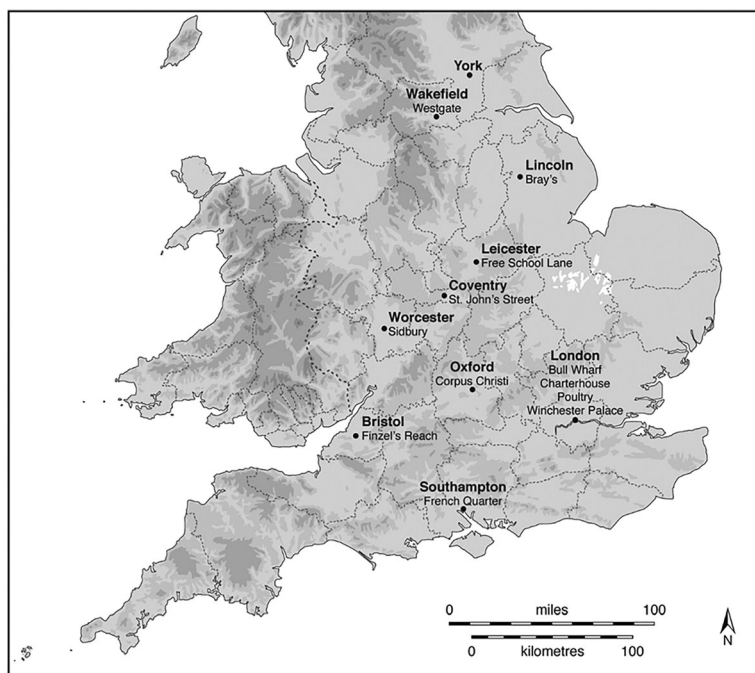 York
Wakefield
Westgate
Lincoln
Bray's
Leicester
Free School Lane
Coventry
St. John's Street
Worcester
Sidbury
Oxford
Corpus Christi
London
Bull Wharf
Charterhouse
Poultry
Winchester Palace
Bristol
Finzel's Reach
Southampton
French Quarter
0 miles 100
0 kilometres 100
N